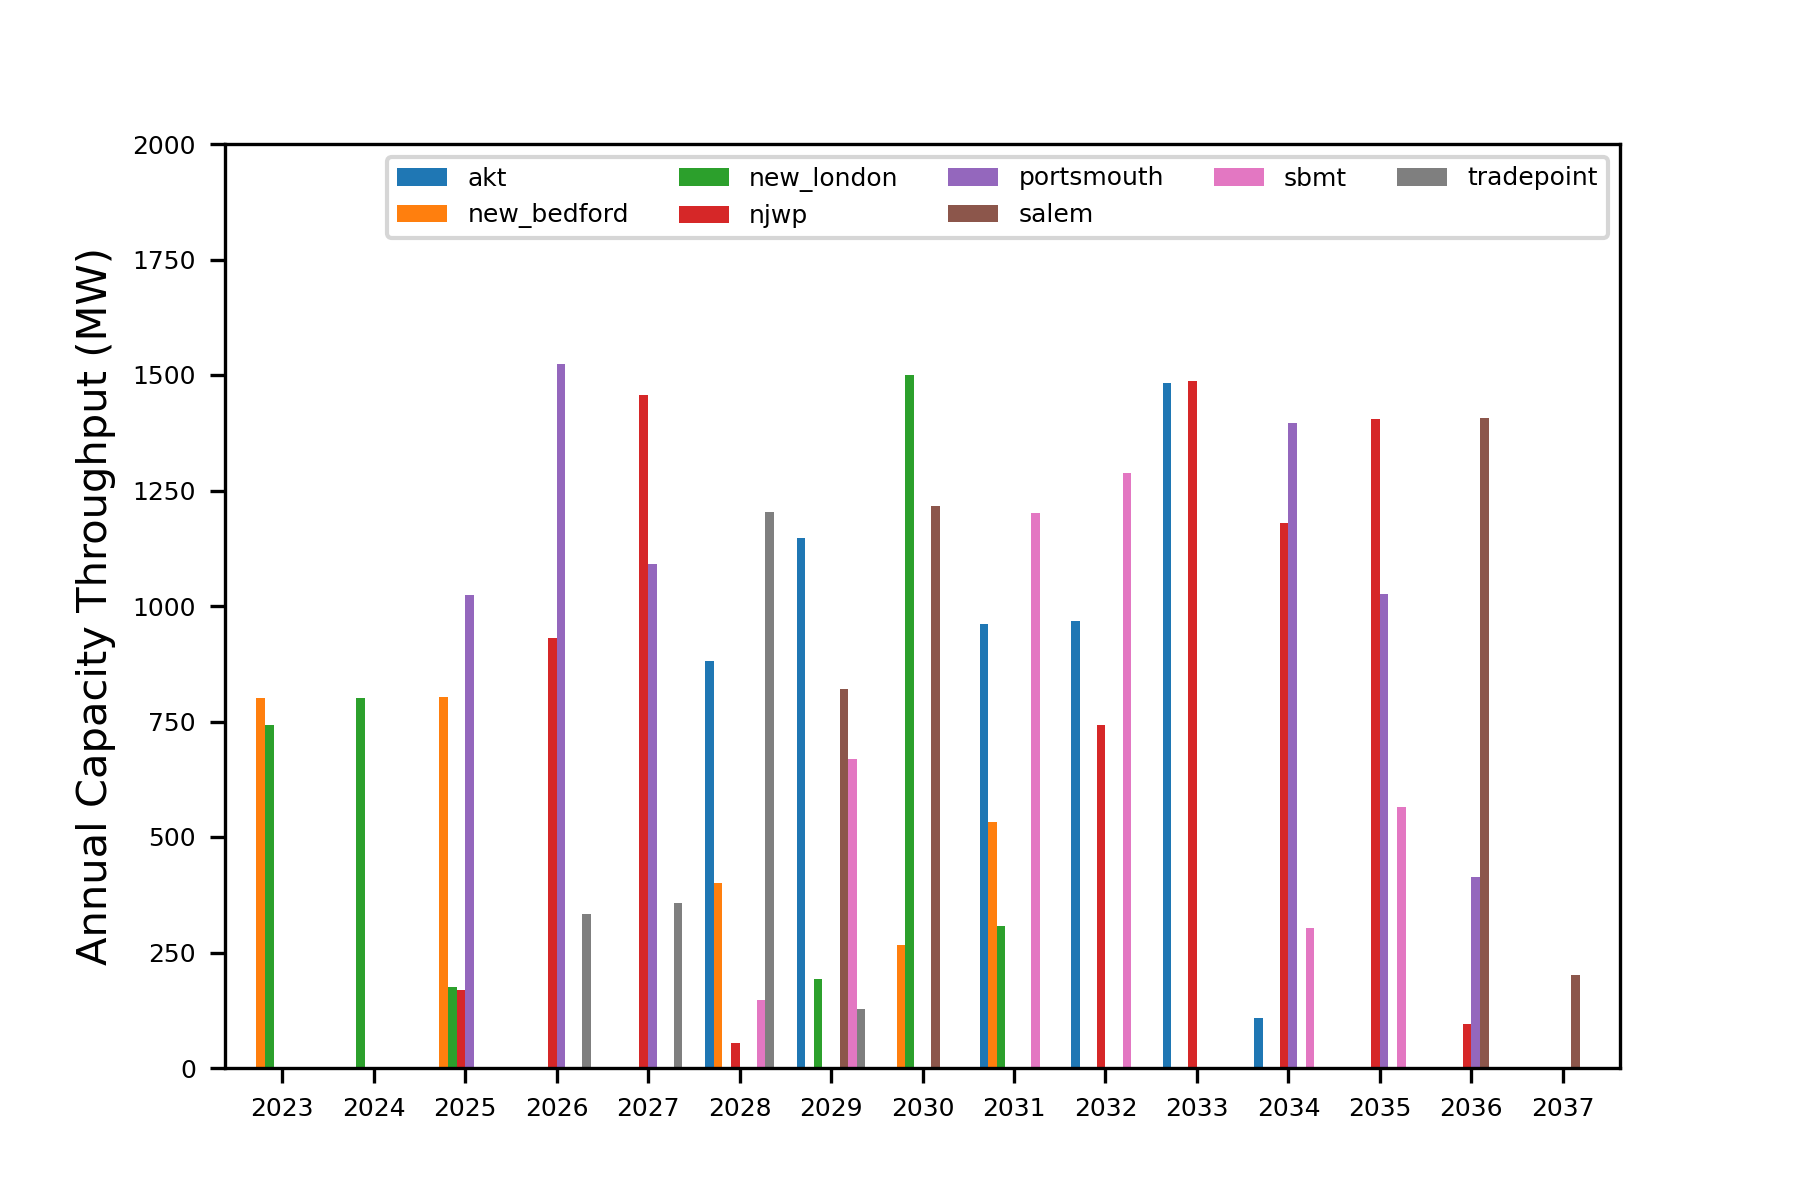 2000
1750
1500
1250
1000
750
500
250
0
Annual Capacity Throughput (MW)
akt new_london portsmouth sbmt tradepoint
new_bedford njwp salem
2023 2024 2025 2026 2027 2028 2029 2030 2031 2032 2033 2034 2035 2036 2037